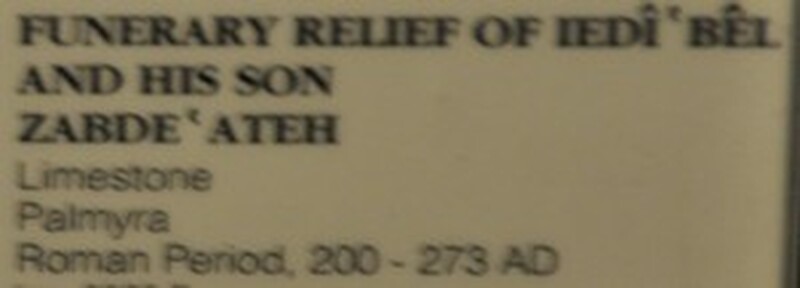 FUNERARY RELIEF OF IEDÎʿBÊL
AND HIS SON
ZABDEʿATEH
Limestone
Palmyra
Roman Period, 200 - 273 AD